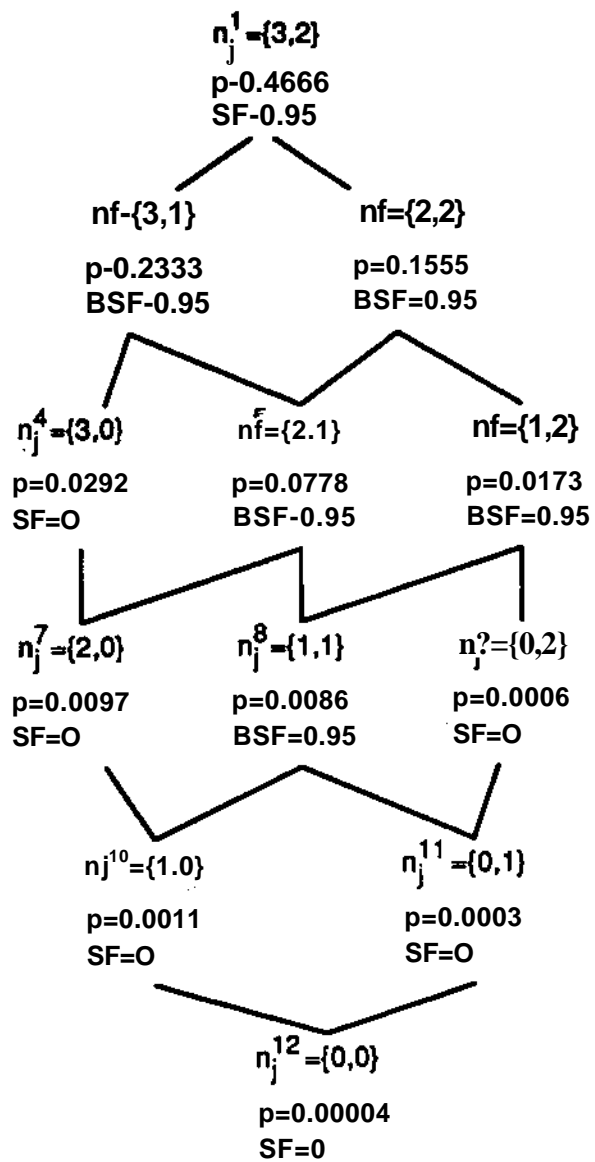 n_j^1={3,2}
p-0.4666
SF-0.95
nf-{3,1}
p-0.2333
BSF-0.95
nf={2,2}
p=0.1555
BSF=0.95
n_j^4={3,0}
p=0.0292
SF=O
nf={2.1}
p=0.0778
BSF-0.95
nf={1,2}
p=0.0173
BSF=0.95
n_j^7={2,0}
p=0.0097
SF=O
n_j^8={1,1}
p=0.0086
BSF=0.95
n_j?={0,2}
p=0.0006
SF=O
nj^10={1.0}
p=0.0011
SF=O
n_j^11={0,1}
p=0.0003
SF=O
n_j^12={0,0}
p=0.00004
SF=0